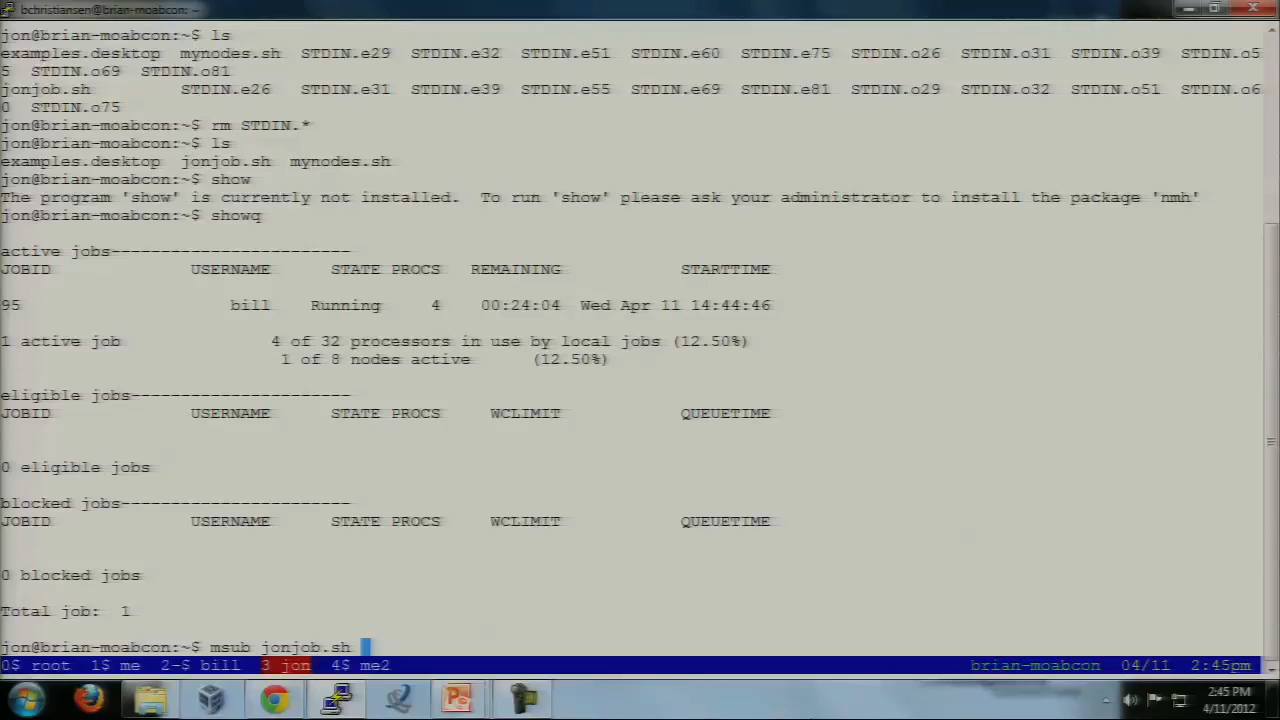 bchristiansen@brian-moabcon: ~
jon@brian-moabcon:~$ ls
examples.desktop  mynodes.sh  STDIN.e29  STDIN.e32  STDIN.e51  STDIN.e60  STDIN.e75  STDIN.o26  STDIN.o31  STDIN.o39  STDIN.o5
5  STDIN.o69  STDIN.o81
jonjob.sh         STDIN.e26   STDIN.e31  STDIN.e39  STDIN.e55  STDIN.e69  STDIN.e81  STDIN.o29  STDIN.o32  STDIN.o51  STDIN.o6
0  STDIN.o75
jon@brian-moabcon:~$ rm STDIN.*
jon@brian-moabcon:~$ ls
examples.desktop  jonjob.sh  mynodes.sh
jon@brian-moabcon:~$ show
The program 'show' is currently not installed.  To run 'show' please ask your administrator to install the package 'nmh'
jon@brian-moabcon:~$ showq
active jobs------------------------
JOBID              USERNAME      STATE PROCS   REMAINING            STARTTIME
95                     bill    Running     4    00:24:04  Wed Apr 11 14:44:46
1 active job               4 of 32 processors in use by local jobs (12.50%)
                            1 of 8 nodes active      (12.50%)
eligible jobs----------------------
JOBID              USERNAME      STATE PROCS     WCLIMIT            QUEUETIME
0 eligible jobs
blocked jobs-----------------------
JOBID              USERNAME      STATE PROCS     WCLIMIT            QUEUETIME
0 blocked jobs
Total job:  1
jon@brian-moabcon:~$ msub jonjob.sh
0$ root  1$ me  2-$ bill  3 jon  4$ me2  brian-moabcon  04/11  2:45pm
2:45 PM
4/11/2012